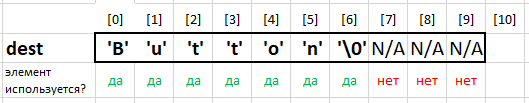 [0] [1] [2] [3] [4] [5] [6] [7] [8] [9] [10]
dest 'B' 'u' 't' 't' 'o' 'n' '\0' N/A N/A N/A
элемент
используется? да да да да да да да нет нет нет